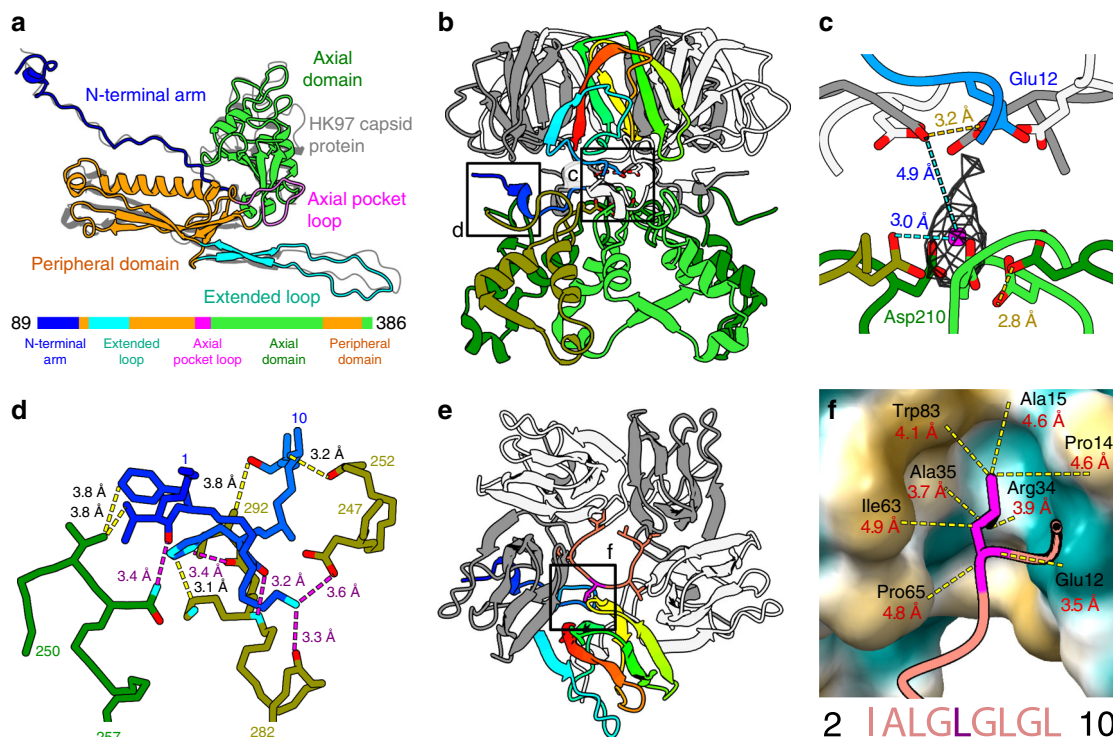 a
Axial
domain
N-terminal arm
HK97 capsid
protein
Axial pocket
loop
Peripheral domain
Extended loop
89 386
N-terminal
arm
Extended
loop
Axial
pocket loop
Axial
domain
Peripheral
domain
b
c
d
c
Glu12
3.2 Å
4.9 Å
3.0 Å
Asp210
2.8 Å
d
10
1
3.2 Å
252
3.8 Å
3.8 Å
3.8 Å
292
247
3.4 Å
3.4 Å
3.2 Å
3.1 Å
3.6 Å
3.3 Å
250
257
282
e
f
f
Trp83
4.1 Å
Ala15
4.6 Å
Pro14
4.6 Å
Ala35
3.7 Å
Arg34
3.9 Å
Ile63
4.9 Å
Glu12
3.5 Å
Pro65
4.8 Å
2 IALGLGLGL 10